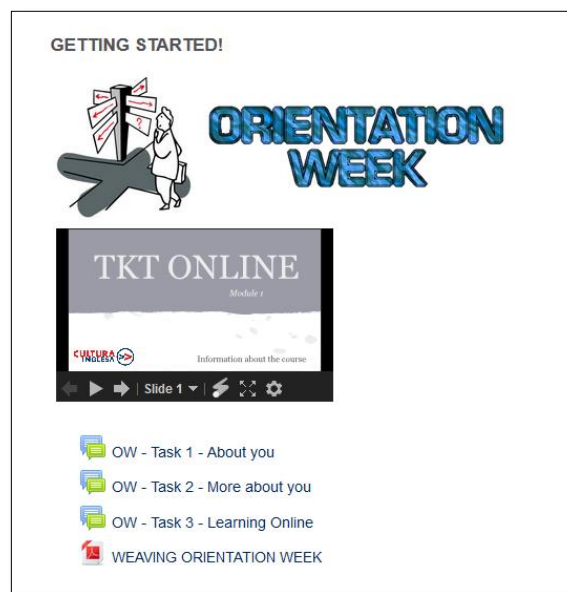 GETTING STARTED!
ORIENTATION
WEEK
?
TKT ONLINE
Module 1
CULTURA
INGLESA
Information about the course
Slide 1
OW - Task 1 - About you
OW - Task 2 - More about you
OW - Task 3 - Learning Online
WEAVING ORIENTATION WEEK